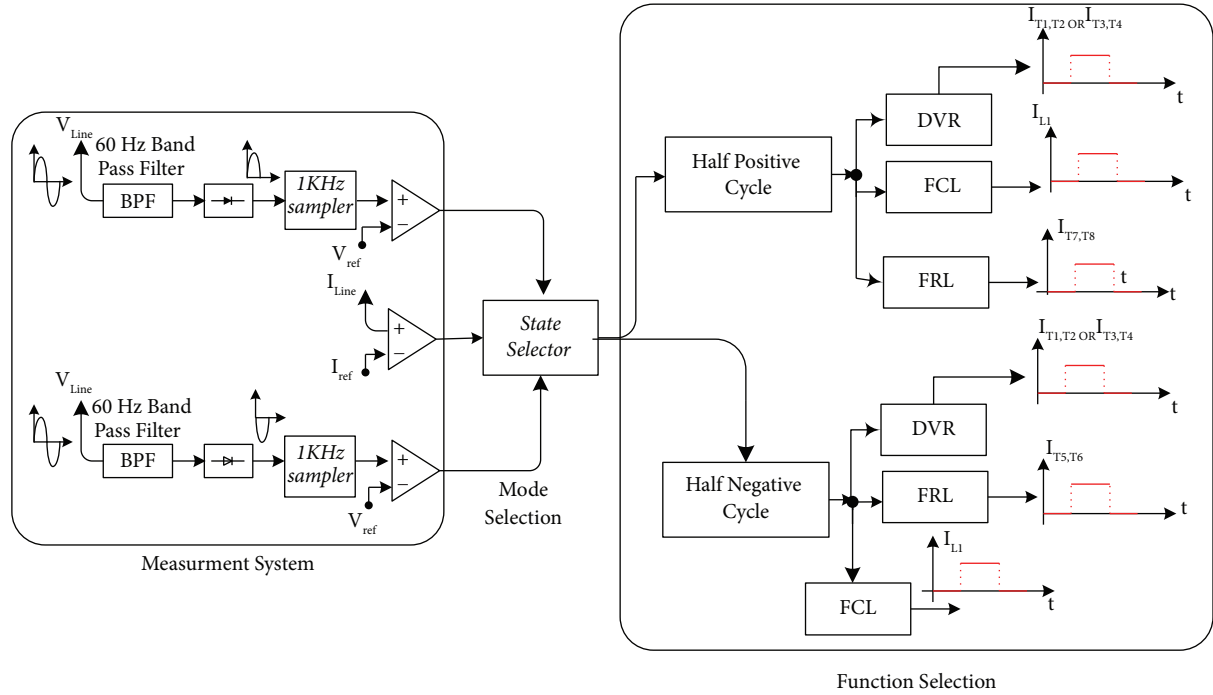 V_Line
60 Hz Band
Pass Filter
BPF
1KHz
sampler
+
−
V_ref
I_Line
+
−
I_ref
V_Line
60 Hz Band
Pass Filter
BPF
1KHz
sampler
+
−
V_ref
Measurment System
State
Selector
Mode
Selection
Half Positive
Cycle
DVR
I_T1,T2 OR I_T3,T4
t
FCL
I_L1
t
FRL
I_T7,T8
t
t
Half Negative
Cycle
DVR
I_T1,T2 OR I_T3,T4
t
FRL
I_T5,T6
t
FCL
I_L1
t
Function Selection